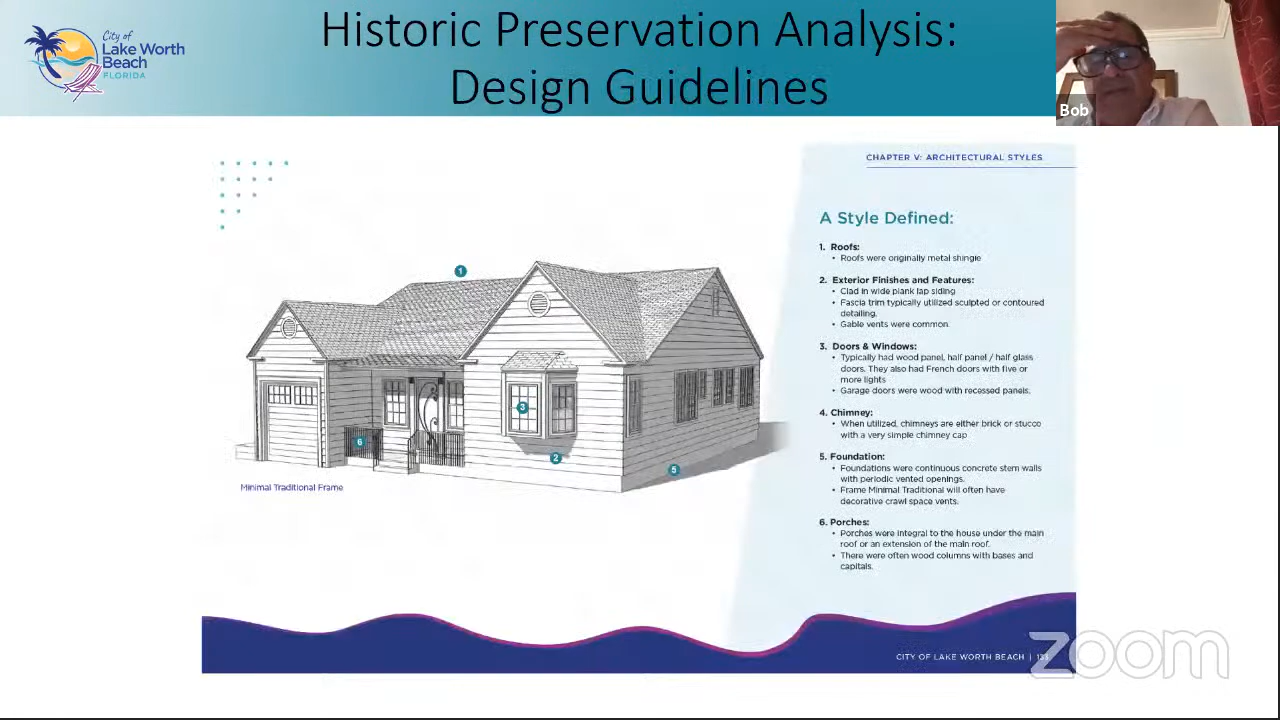 City of
Lake Worth
Beach
FLORIDA
Historic Preservation Analysis:
Design Guidelines
Bob
CHAPTER V: ARCHITECTURAL STYLES
A Style Defined:
1. Roofs:
• Roofs were originally metal shingle
2. Exterior Finishes and Features:
• Clad in wide plank lap siding
• Fascia trim typically utilized sculpted or contoured
detailing.
• Gable vents were common.
3. Doors & Windows:
• Typically had wood panel, half panel / half glass
doors. They also had French doors with five or
more lights
• Garage doors were wood with recessed panels.
4. Chimney:
• When utilized, chimneys are either brick or stucco
with a very simple chimney cap
5. Foundation:
• Foundations were continuous concrete stem walls
with periodic vented openings.
• Frame Minimal Traditional will often have
decorative crawl space vents.
6. Porches:
• Porches were integral to the house under the main
roof or an extension of the main roof.
• There were often wood columns with bases and
capitals.
1
3
6
2
5
Minimal Traditional Frame
CITY OF LAKE WORTH BEACH |
zoom